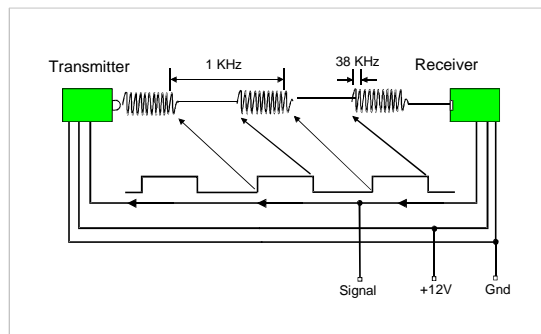 1 KHz
38 KHz
Transmitter
Receiver
Signal
+12V
Gnd